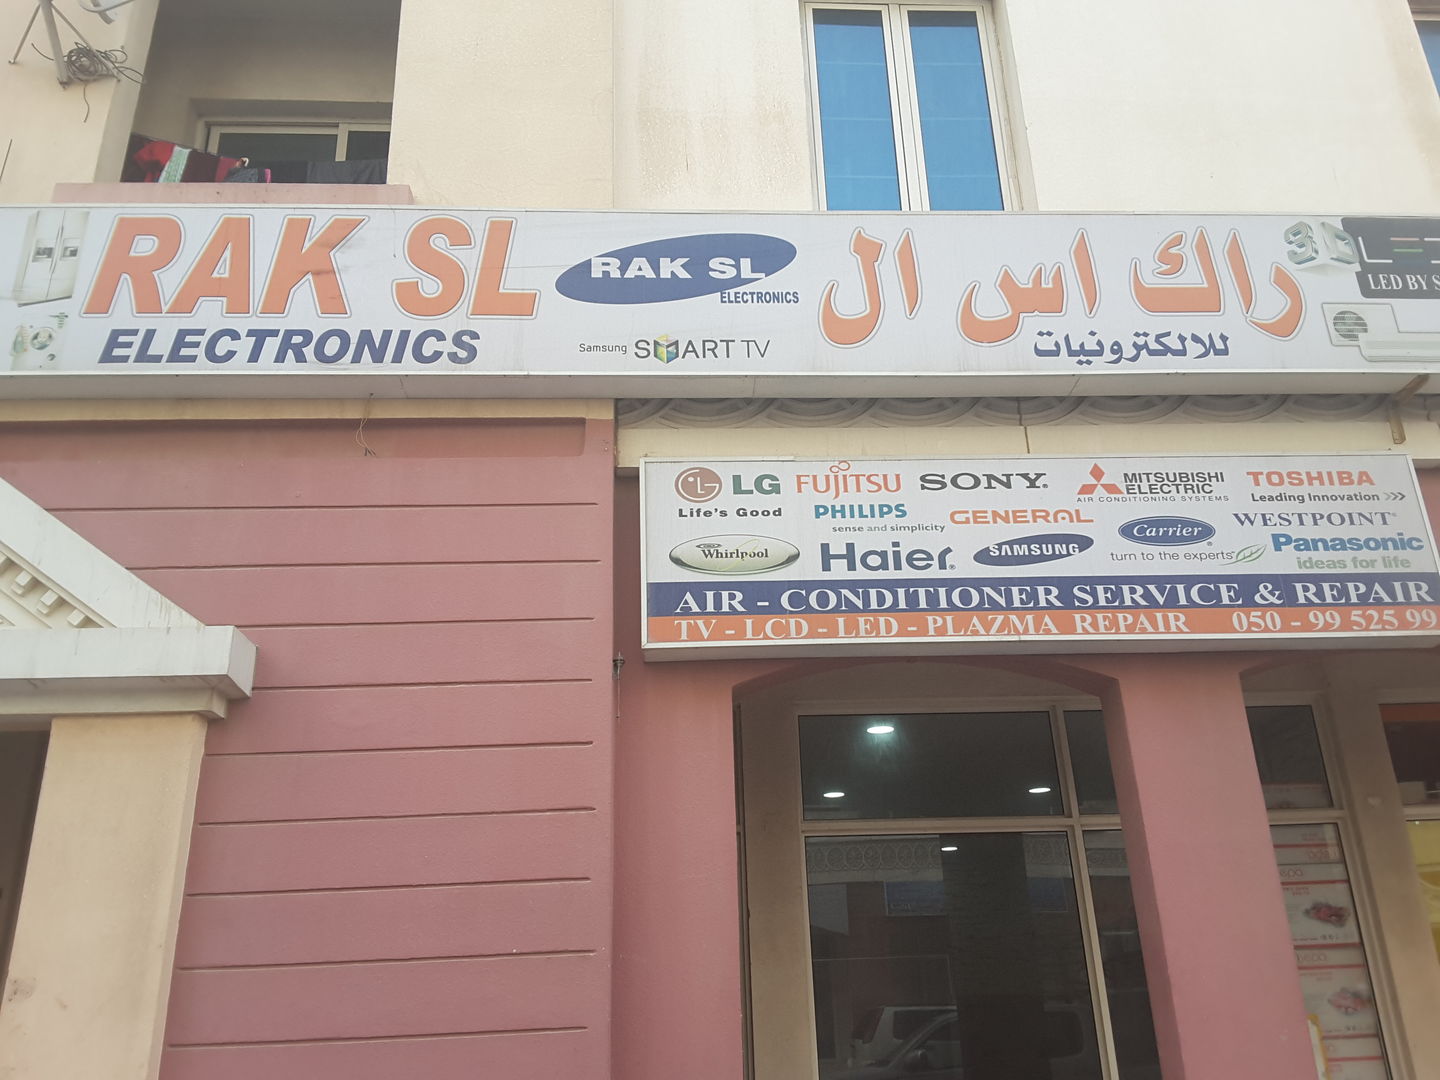 RAK SL
ELECTRONICS
RAK SL
ELECTRONICS
Samsung SMART TV
راك اس ال
للالكترونيات
3D
LED BY S
LG
Life's Good
FUJITSU
SONY
MITSUBISHI
ELECTRIC
AIR CONDITIONING SYSTEMS
TOSHIBA
Leading Innovation >>>
PHILIPS
sense and simplicity
GENERAL
Carrier
turn to the experts
WESTPOINT
Whirlpool
Haier
SAMSUNG
Panasonic
ideas for life
AIR - CONDITIONER SERVICE & REPAIR
TV - LCD - LED - PLAZMA REPAIR 050 - 99 525 99